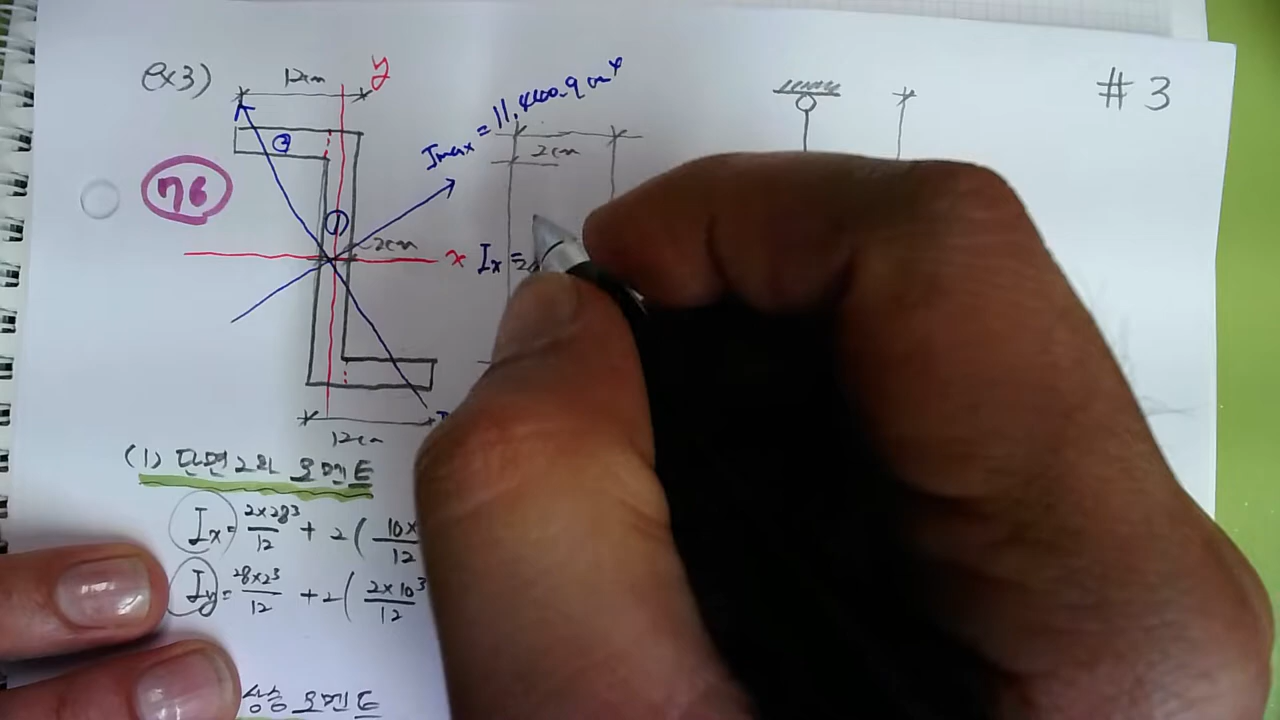 ex3)
12cm
y
Imax = 11,400.9 cm⁴
# 3
2cm
②
76
①
2cm
x
Ix =
12cm
(1) 단면 2차 모멘트
Ix = 2×28³/12 + 2 ( 10×/12
Iy = 28×2³/12 + 2 ( 2×10³/12
상승 모멘트